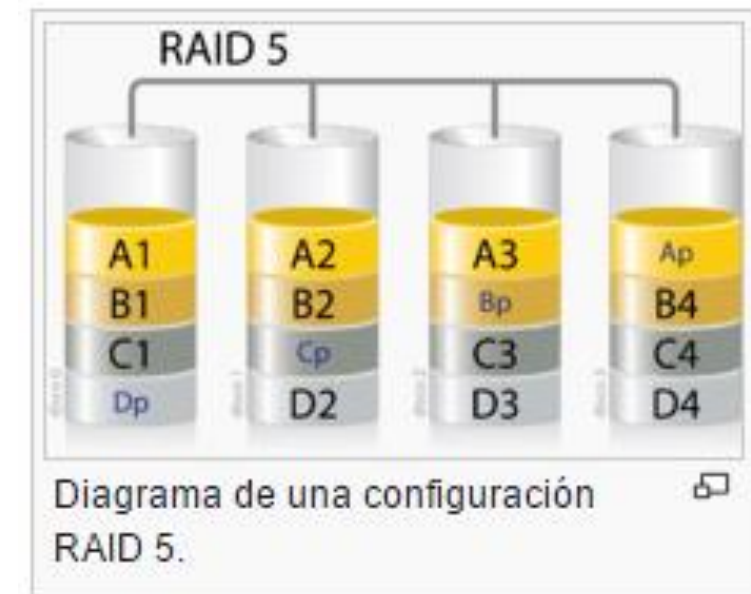 RAID 5
A1 A2 A3 Ap
B1 B2 Bp B4
C1 Cp C3 C4
Dp D2 D3 D4
Diagrama de una configuración
RAID 5.